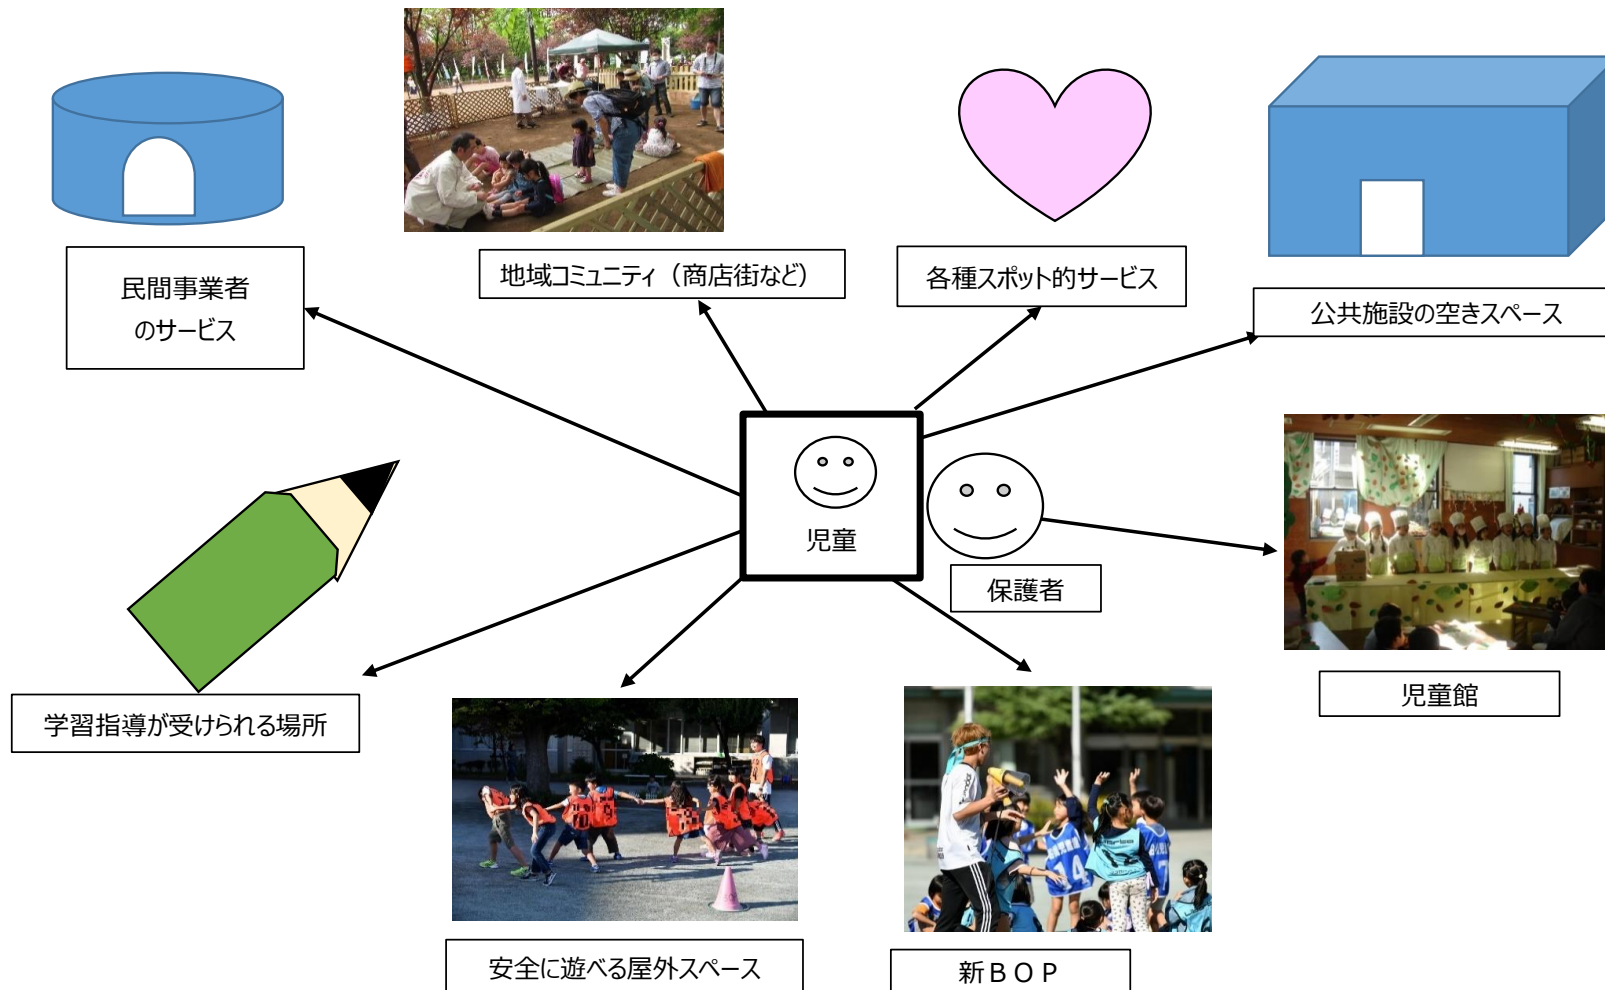 民間事業者
のサービス
地域コミュニティ（商店街など）
各種スポット的サービス
公共施設の空きスペース
児童
保護者
児童館
学習指導が受けられる場所
安全に遊べる屋外スペース
新ＢＯＰ
14